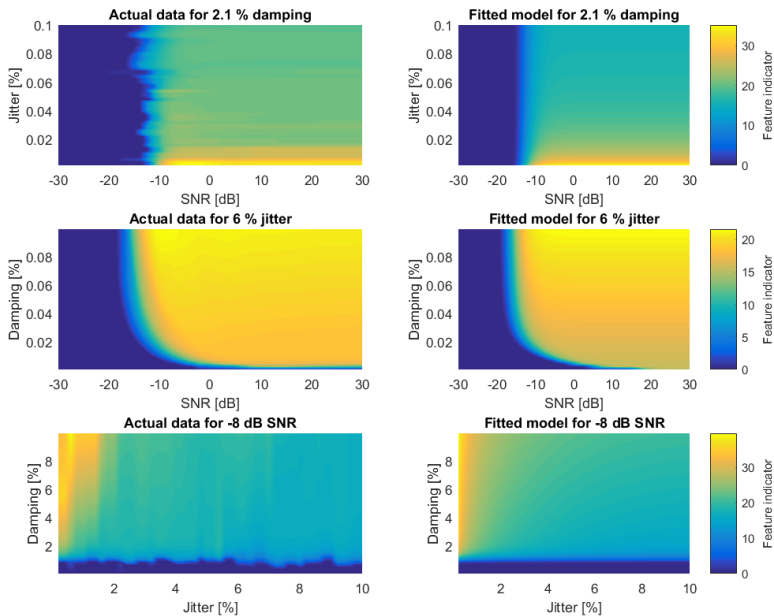 Actual data for 2.1 % damping
Jitter [%]
0.1
0.08
0.06
0.04
0.02
-30 -20 -10 0 10 20 30
SNR [dB]
Fitted model for 2.1 % damping
Jitter [%]
0.1
0.08
0.06
0.04
0.02
-30 -20 -10 0 10 20 30
SNR [dB]
30
20
10
0
Feature indicator
Actual data for 6 % jitter
Damping [%]
0.08
0.06
0.04
0.02
-30 -20 -10 0 10 20 30
SNR [dB]
Fitted model for 6 % jitter
Damping [%]
0.08
0.06
0.04
0.02
-30 -20 -10 0 10 20 30
SNR [dB]
20
15
10
5
0
Feature indicator
Actual data for -8 dB SNR
Damping [%]
8
6
4
2
2 4 6 8 10
Jitter [%]
Fitted model for -8 dB SNR
Damping [%]
8
6
4
2
2 4 6 8 10
Jitter [%]
30
20
10
0
Feature indicator